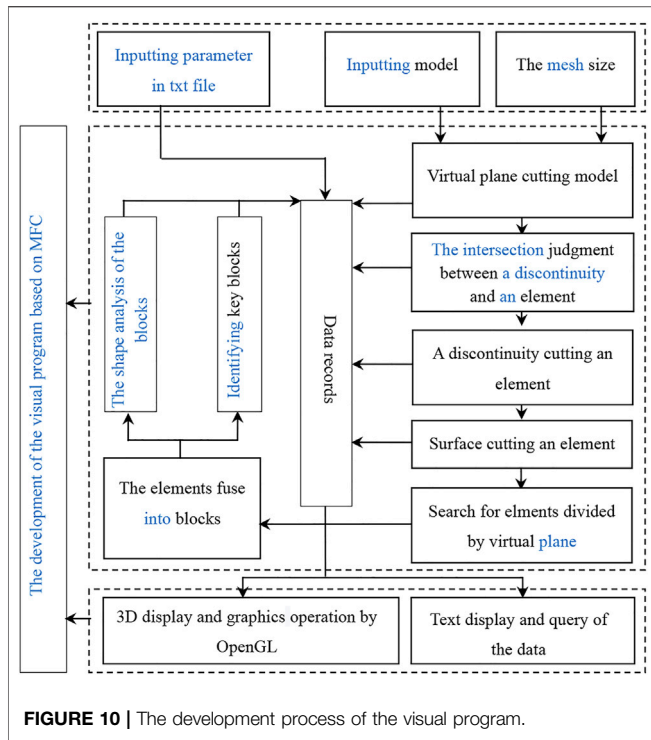 Inputting parameter
in txt file
Inputting model
The mesh size
The development of the visual program based on MFC
Virtual plane cutting model
The intersection judgment
between a discontinuity
and an element
A discontinuity cutting an
element
Surface cutting an element
Search for elments divided
by virtual plane
Data records
The shape analysis of the
blocks
Identifying key blocks
The elements fuse
into blocks
3D display and graphics operation by
OpenGL
Text display and query of
the data
FIGURE 10 | The development process of the visual program.